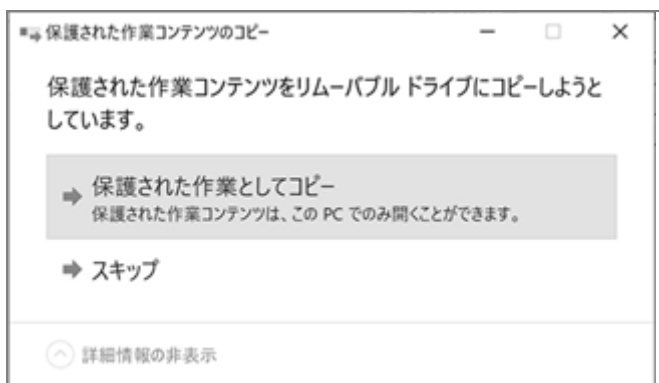 保護された作業コンテンツのコピー
保護された作業コンテンツをリムーバブル ドライブにコピーしようと
しています。
保護された作業としてコピー
保護された作業コンテンツは、この PC でのみ開くことができます。
スキップ
詳細情報の非表示